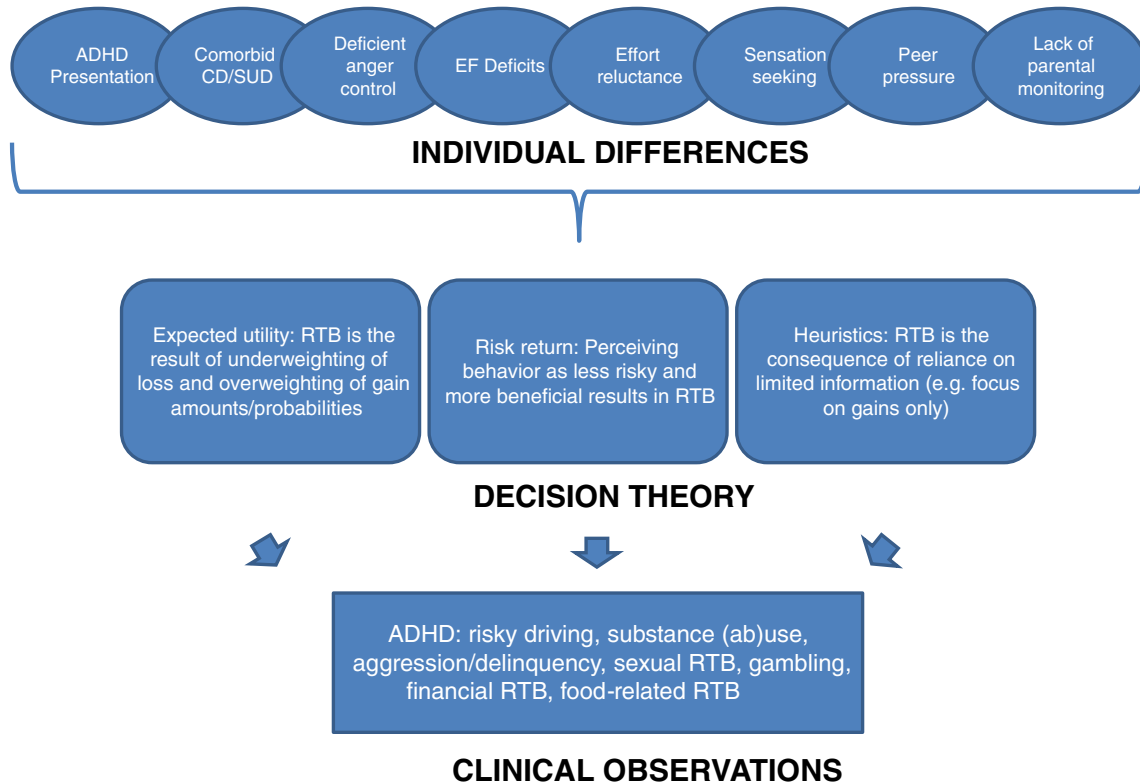 ADHD
Presentation
Comorbid
CD/SUD
Deficient
anger
control
EF Deficits
Effort
reluctance
Sensation
seeking
Peer
pressure
Lack of
parental
monitoring
INDIVIDUAL DIFFERENCES
Expected utility: RTB is the
result of underweighting of
loss and overweighting of gain
amounts/probabilities
Risk return: Perceiving
behavior as less risky and
more beneficial results in RTB
Heuristics: RTB is the
consequence of reliance on
limited information (e.g. focus
on gains only)
DECISION THEORY
ADHD: risky driving, substance (ab)use,
aggression/delinquency, sexual RTB, gambling,
financial RTB, food-related RTB
CLINICAL OBSERVATIONS